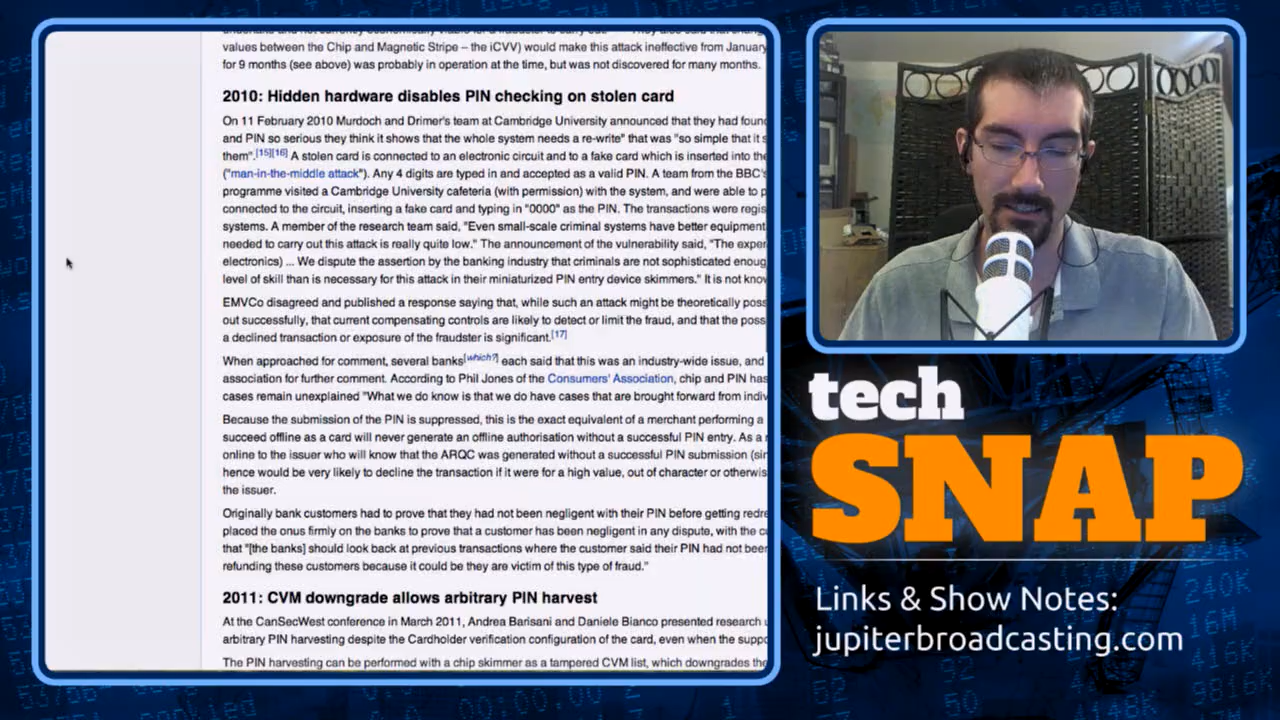 values between the Chip and Magnetic Stripe – the iCVV) would make this attack ineffective from January
for 9 months (see above) was probably in operation at the time, but was not discovered for many months.
2010: Hidden hardware disables PIN checking on stolen card
On 11 February 2010 Murdoch and Drimer's team at Cambridge University announced that they had found
and PIN so serious they think it shows that the whole system needs a re-write" that was "so simple that it s
them".[15][16] A stolen card is connected to an electronic circuit and to a fake card which is inserted into the
("man-in-the-middle attack"). Any 4 digits are typed in and accepted as a valid PIN. A team from the BBC's
programme visited a Cambridge University cafeteria (with permission) with the system, and were able to p
connected to the circuit, inserting a fake card and typing in "0000" as the PIN. The transactions were regis
systems. A member of the research team said, "Even small-scale criminal systems have better equipment
needed to carry out this attack is really quite low." The announcement of the vulnerability said, "The exper
electronics) ... We dispute the assertion by the banking industry that criminals are not sophisticated enoug
level of skill than is necessary for this attack in their miniaturized PIN entry device skimmers." It is not know
EMVCo disagreed and published a response saying that, while such an attack might be theoretically poss
out successfully, that current compensating controls are likely to detect or limit the fraud, and that the poss
a declined transaction or exposure of the fraudster is significant.[17]
When approached for comment, several banks[which?] each said that this was an industry-wide issue, and
association for further comment. According to Phil Jones of the Consumers' Association, chip and PIN has
cases remain unexplained "What we do know is that we do have cases that are brought forward from indiv
Because the submission of the PIN is suppressed, this is the exact equivalent of a merchant performing a
succeed offline as a card will never generate an offline authorisation without a successful PIN entry. As a r
online to the issuer who will know that the ARQC was generated without a successful PIN submission (sin
hence would be very likely to decline the transaction if it were for a high value, out of character or otherwis
the issuer.
Originally bank customers had to prove that they had not been negligent with their PIN before getting redre
placed the onus firmly on the banks to prove that a customer has been negligent in any dispute, with the cu
that "[the banks] should look back at previous transactions where the customer said their PIN had not been
refunding these customers because it could be they are victim of this type of fraud."
2011: CVM downgrade allows arbitrary PIN harvest
At the CanSecWest conference in March 2011, Andrea Barisani and Daniele Bianco presented research u
arbitrary PIN harvesting despite the Cardholder verification configuration of the card, even when the suppo
The PIN harvesting can be performed with a chip skimmer as a tampered CVM list, which downgrades the
tech
SNAP
Links & Show Notes:
jupiterbroadcasting.com